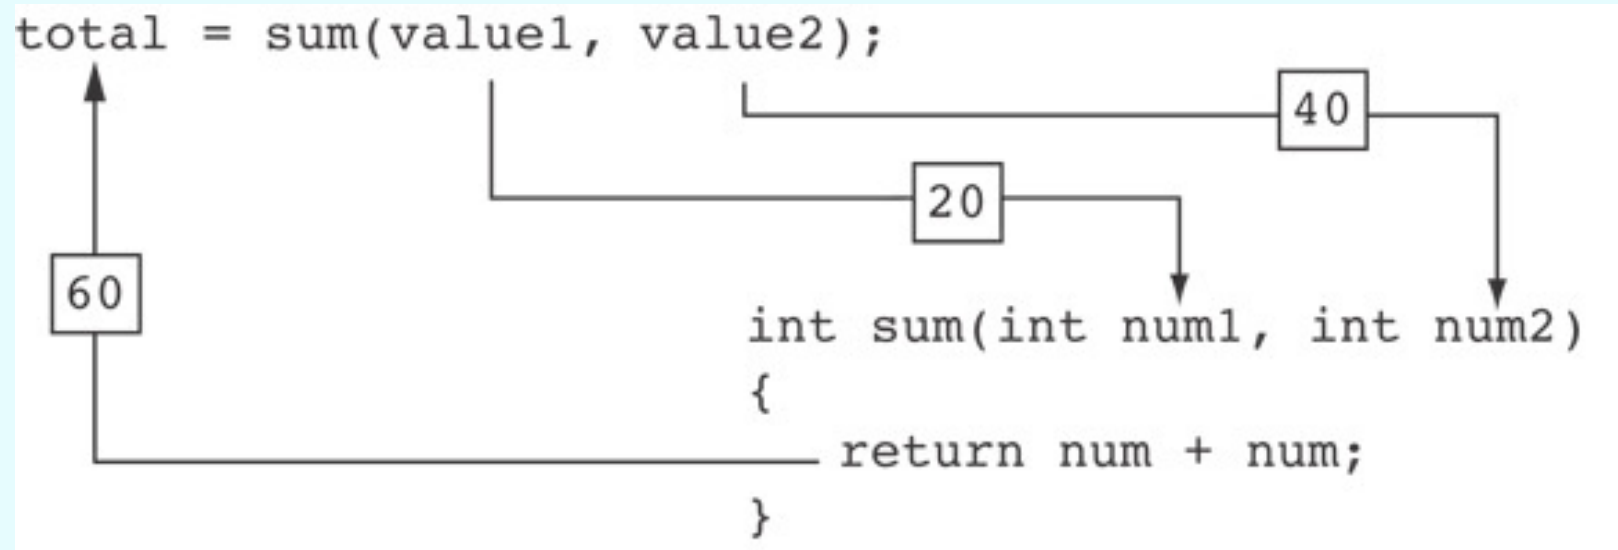 total = sum(value1, value2);
40
20
60
int sum(int num1, int num2)
{
return num + num;
}